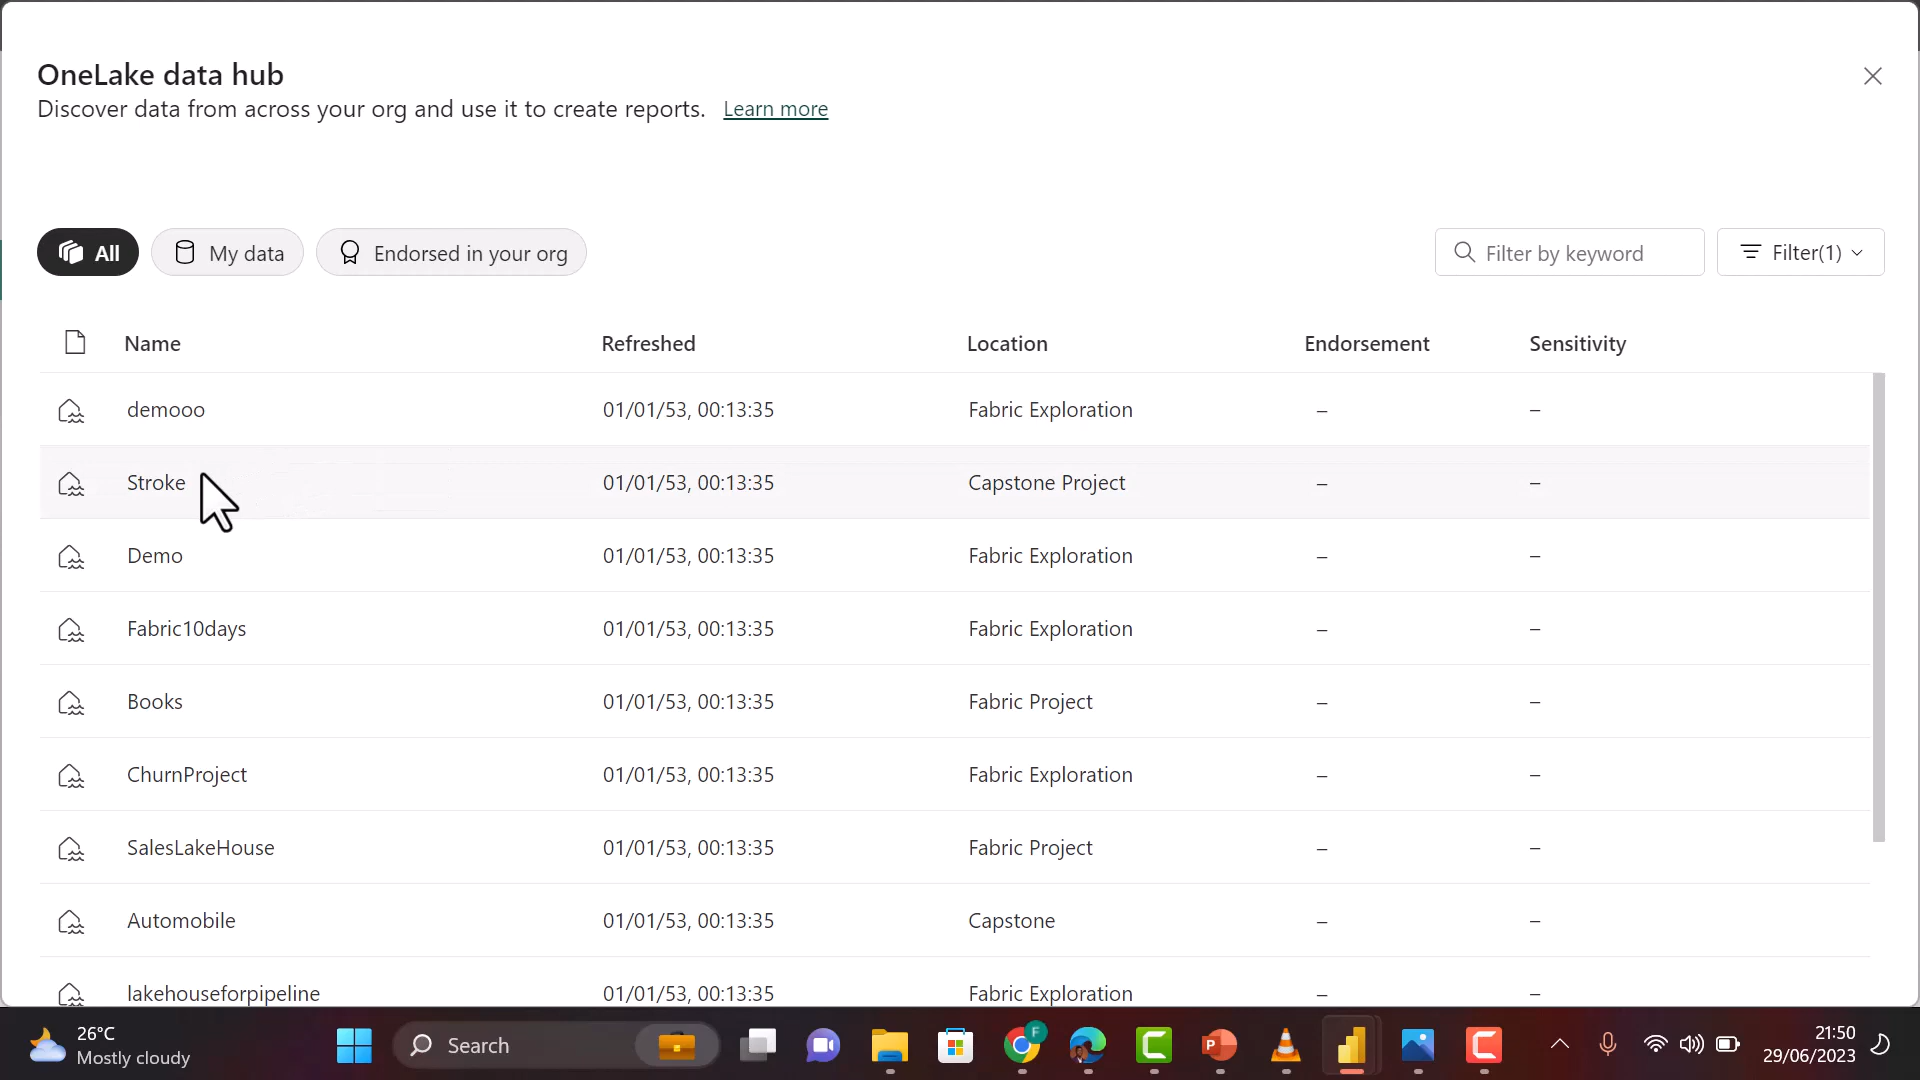 OneLake data hub
Discover data from across your org and use it to create reports. Learn more
All My data Endorsed in your org Filter by keyword Filter(1)
Name Refreshed Location Endorsement Sensitivity
demooo 01/01/53, 00:13:35 Fabric Exploration – –
Stroke 01/01/53, 00:13:35 Capstone Project – –
Demo 01/01/53, 00:13:35 Fabric Exploration – –
Fabric10days 01/01/53, 00:13:35 Fabric Exploration – –
Books 01/01/53, 00:13:35 Fabric Project – –
ChurnProject 01/01/53, 00:13:35 Fabric Exploration – –
SalesLakeHouse 01/01/53, 00:13:35 Fabric Project – –
Automobile 01/01/53, 00:13:35 Capstone – –
lakehouseforpipeline 01/01/53, 00:13:35 Fabric Exploration – –
26°C
Mostly cloudy
Search
F
P
21:50
29/06/2023